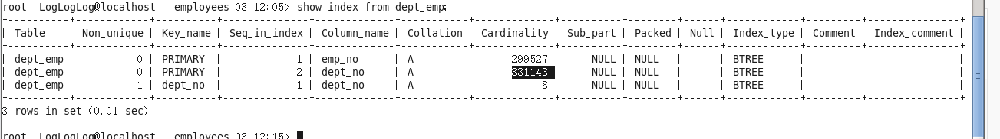 root. LogLogLog@localhost : employees 03:12:05> show index from dept_emp;
+----------+------------+----------+--------------+-------------+-----------+-------------+----------+--------+------+------------+---------+---------------+
| Table    | Non_unique | Key_name | Seq_in_index | Column_name | Collation | Cardinality | Sub_part | Packed | Null | Index_type | Comment | Index_comment |
+----------+------------+----------+--------------+-------------+-----------+-------------+----------+--------+------+------------+---------+---------------+
| dept_emp |          0 | PRIMARY  |            1 | emp_no      | A         |      299527 |     NULL | NULL   |      | BTREE      |         |               |
| dept_emp |          0 | PRIMARY  |            2 | dept_no     | A         |      331143 |     NULL | NULL   |      | BTREE      |         |               |
| dept_emp |          1 | dept_no  |            1 | dept_no     | A         |           8 |     NULL | NULL   |      | BTREE      |         |               |
+----------+------------+----------+--------------+-------------+-----------+-------------+----------+--------+------+------------+---------+---------------+
3 rows in set (0.01 sec)
root. LogLogLog@localhost : employees 03:12:15>